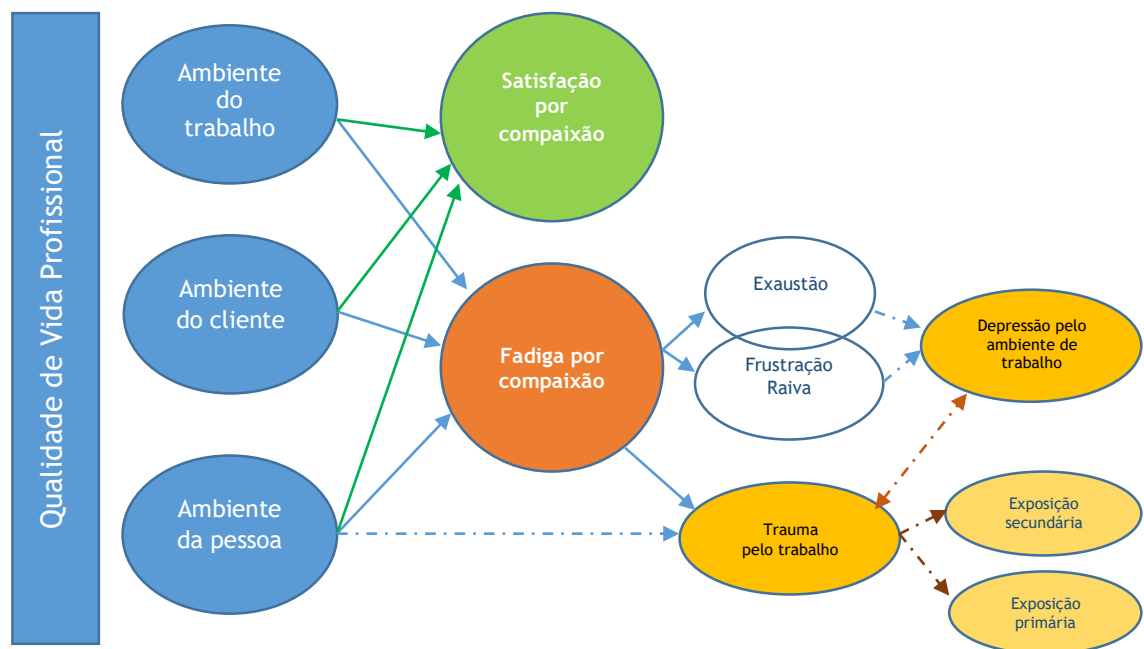 Qualidade de Vida Profissional
Ambiente
do
trabalho
Satisfação
por
compaixão
Ambiente
do cliente
Fadiga por
compaixão
Exaustão
Frustração
Raiva
Depressão pelo
ambiente de
trabalho
Ambiente
da pessoa
Trauma
pelo trabalho
Exposição
secundária
Exposição
primária